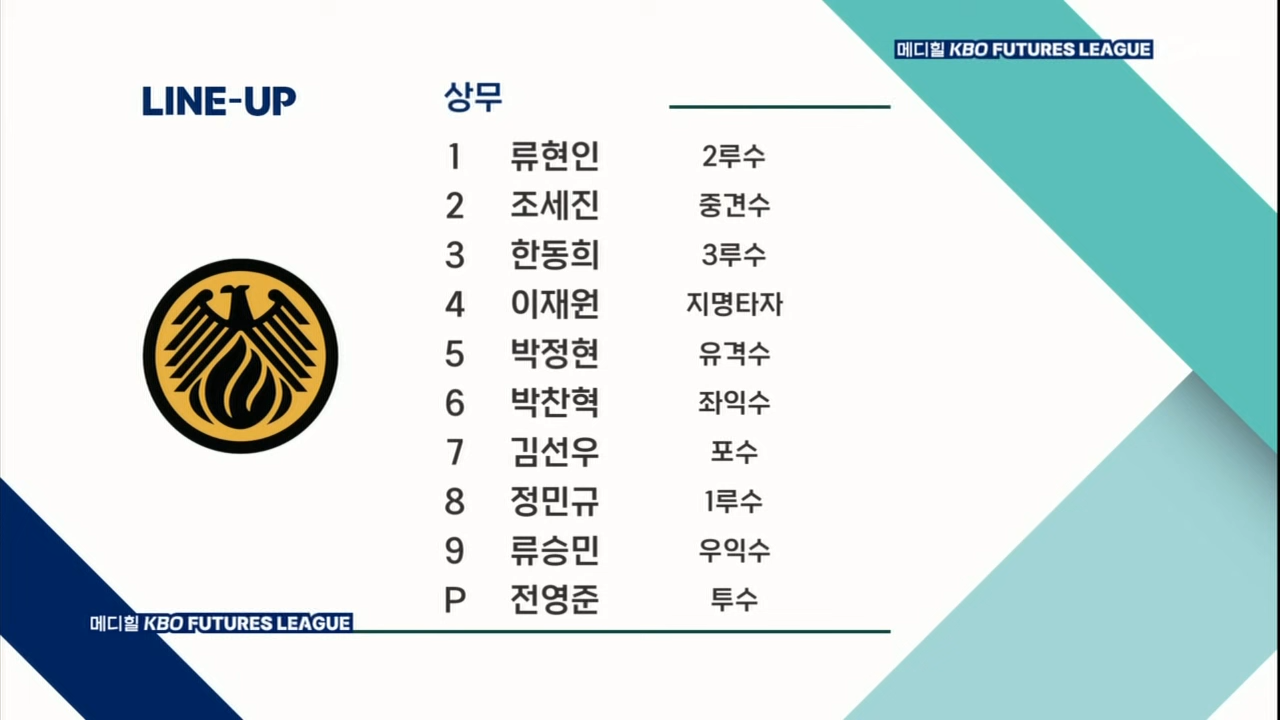 메디힐 KBO FUTURES LEAGUE
LINE-UP
상무
1 류현인 2루수
2 조세진 중견수
3 한동희 3루수
4 이재원 지명타자
5 박정현 유격수
6 박찬혁 좌익수
7 김선우 포수
8 정민규 1루수
9 류승민 우익수
P 전영준 투수
메디힐 KBO FUTURES LEAGUE